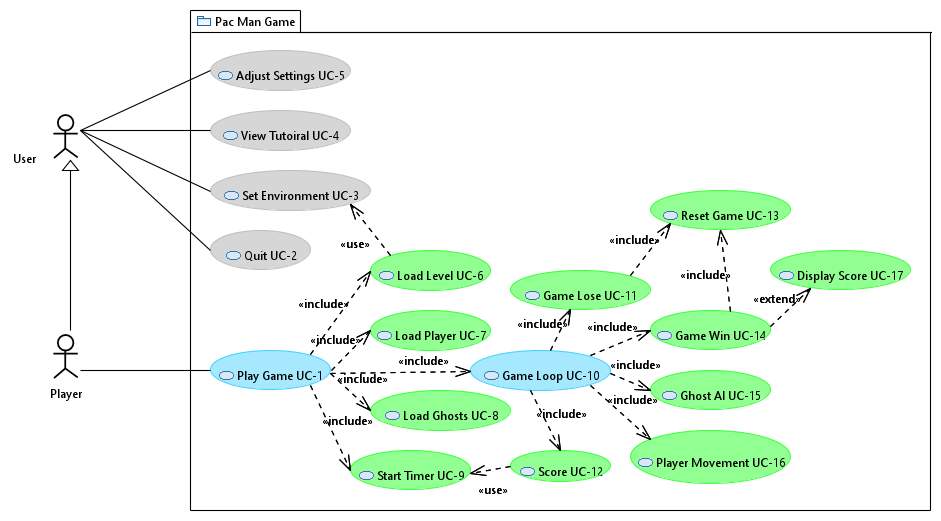 Pac Man Game
Adjust Settings UC-5
View Tutoiral UC-4
User
Set Environment UC-3
Reset Game UC-13
«use»
«include»
Quit UC-2
Load Level UC-6
«include»
Display Score UC-17
Game Lose UC-11
«include»
«extend»
«include»
«include»
Load Player UC-7
Game Win UC-14
«include»
«include»
Play Game UC-1
Game Loop UC-10
«include»
«include»
Player
Ghost AI UC-15
«include»
Load Ghosts UC-8
«include»
«include»
Player Movement UC-16
Start Timer UC-9
Score UC-12
«use»